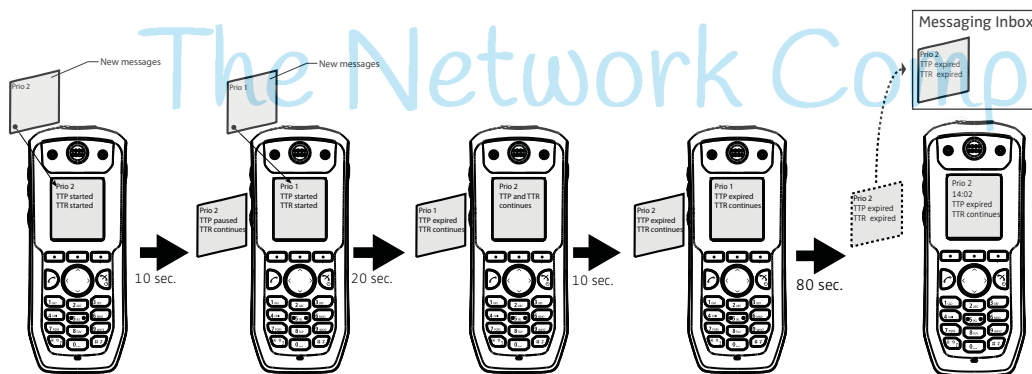 The Network Comp
Messaging Inbox
Prio 2
TTP expired
TTR expired
New messages
Prio 2
New messages
Prio 1
Prio 2
TTP started
TTR started
10 sec.
Prio 2
TTP paused
TTR continues
Prio 1
TTP started
TTR started
20 sec.
Prio 1
TTP expired
TTR continues
Prio 2
TTP and TTR
continues
10 sec.
Prio 2
TTP expired
TTR continues
Prio 1
TTP expired
TTR continues
80 sec.
Prio 2
TTP expired
TTR expired
Prio 2
14:02
TTP expired
TTR continues